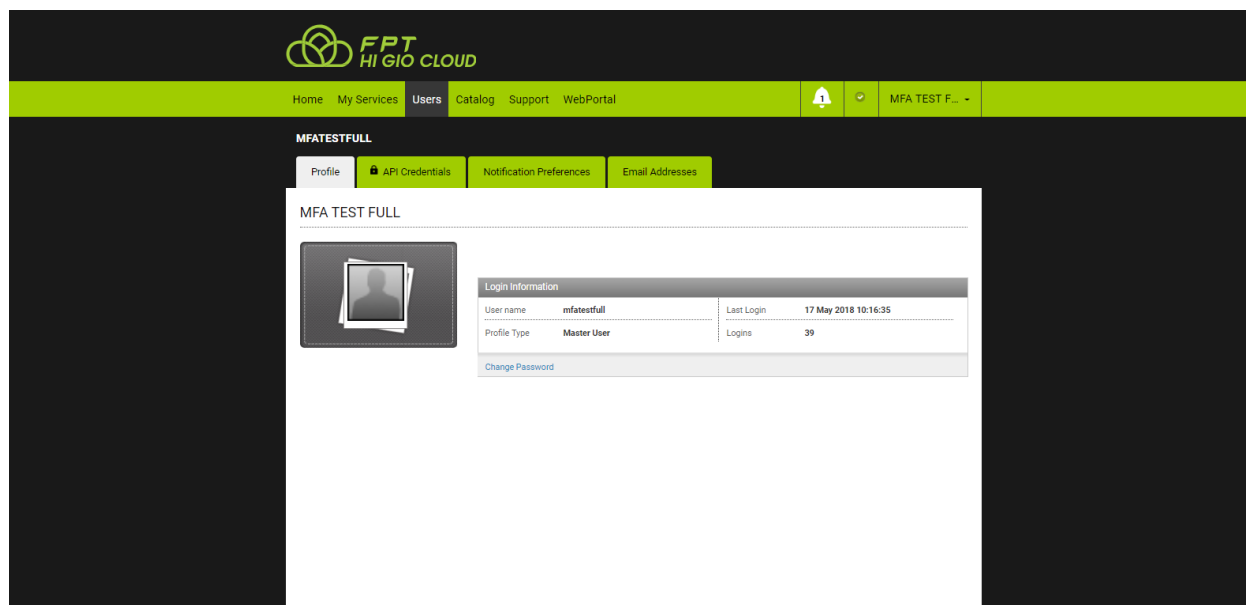 FPT
HI GIO CLOUD
Home My Services Users Catalog Support WebPortal 1 MFA TEST F...
MFATESTFULL
Profile API Credentials Notification Preferences Email Addresses
MFA TEST FULL
Login Information
User name mfatestfull Last Login 17 May 2018 10:16:35
Profile Type Master User Logins 39
Change Password